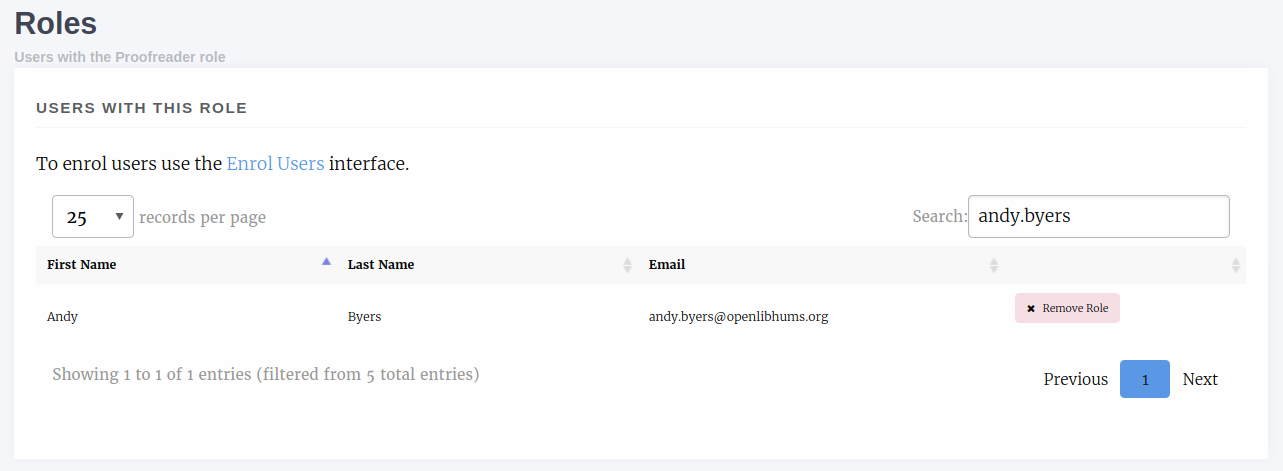 Roles
Users with the Proofreader role
USERS WITH THIS ROLE
To enrol users use the Enrol Users interface.
25 records per page Search: andy.byers
First Name Last Name Email
Andy Byers andy.byers@openlibhums.org ✖ Remove Role
Showing 1 to 1 of 1 entries (filtered from 5 total entries)
Previous 1 Next